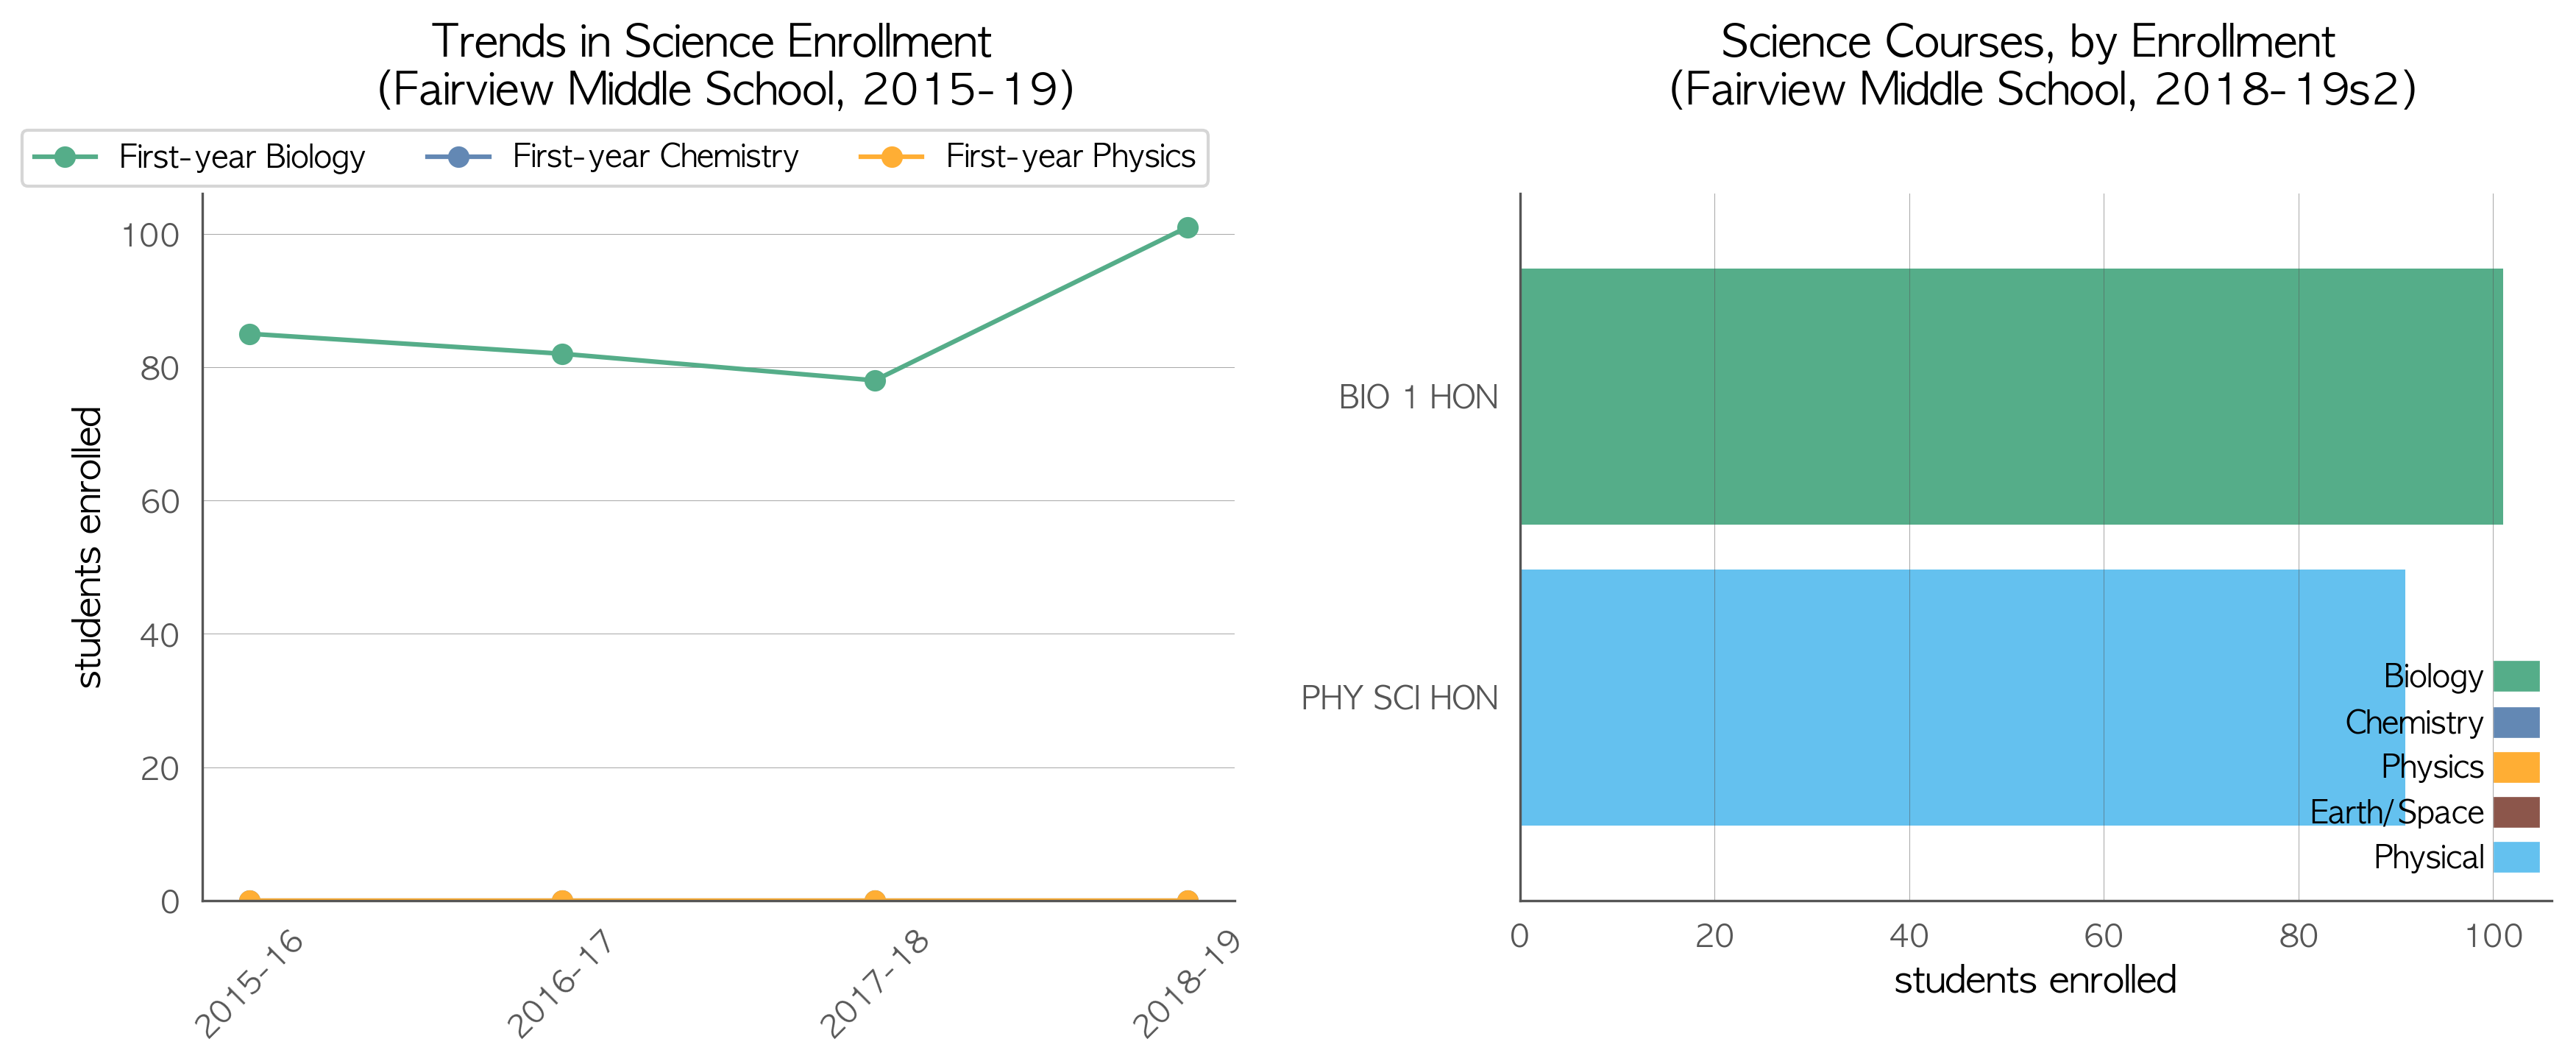 Trends in Science Enrollment
(Fairview Middle School, 2015-19)
First-year Biology
First-year Chemistry
First-year Physics
100
80
60
40
20
0
students enrolled
2015-16
2016-17
2017-18
2018-19
Science Courses, by Enrollment
(Fairview Middle School, 2018-19s2)
BIO 1 HON
PHY SCI HON
Biology
Chemistry
Physics
Earth/Space
Physical
0
20
40
60
80
100
students enrolled